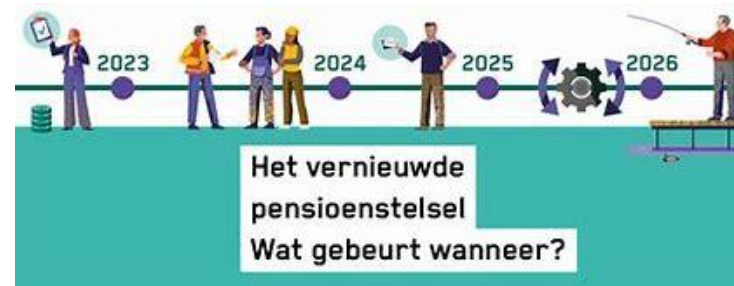 2023
2024
2025
2026
Het vernieuwde
pensioenstelsel
Wat gebeurt wanneer?